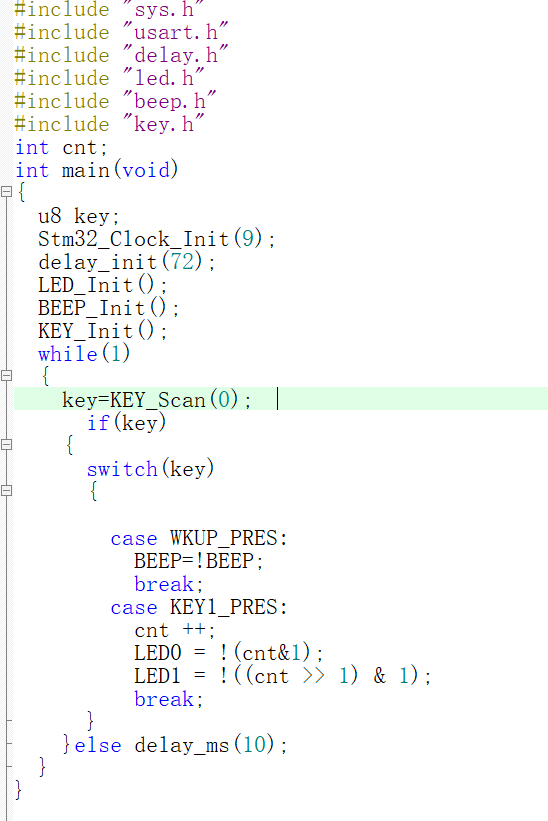 #include "sys.h"
#include "usart.h"
#include "delay.h"
#include "led.h"
#include "beep.h"
#include "key.h"
int cnt;
int main(void)
{
  u8 key;
  Stm32_Clock_Init(9);
  delay_init(72);
  LED_Init();
  BEEP_Init();
  KEY_Init();
  while(1)
  {
    key=KEY_Scan(0);
      if(key)
    {
      switch(key)
      {

        case WKUP_PRES:
          BEEP=!BEEP;
          break;
        case KEY1_PRES:
          cnt ++;
          LED0 = !(cnt&1);
          LED1 = !((cnt >> 1) & 1);
          break;
      }
    }else delay_ms(10);
  }
}